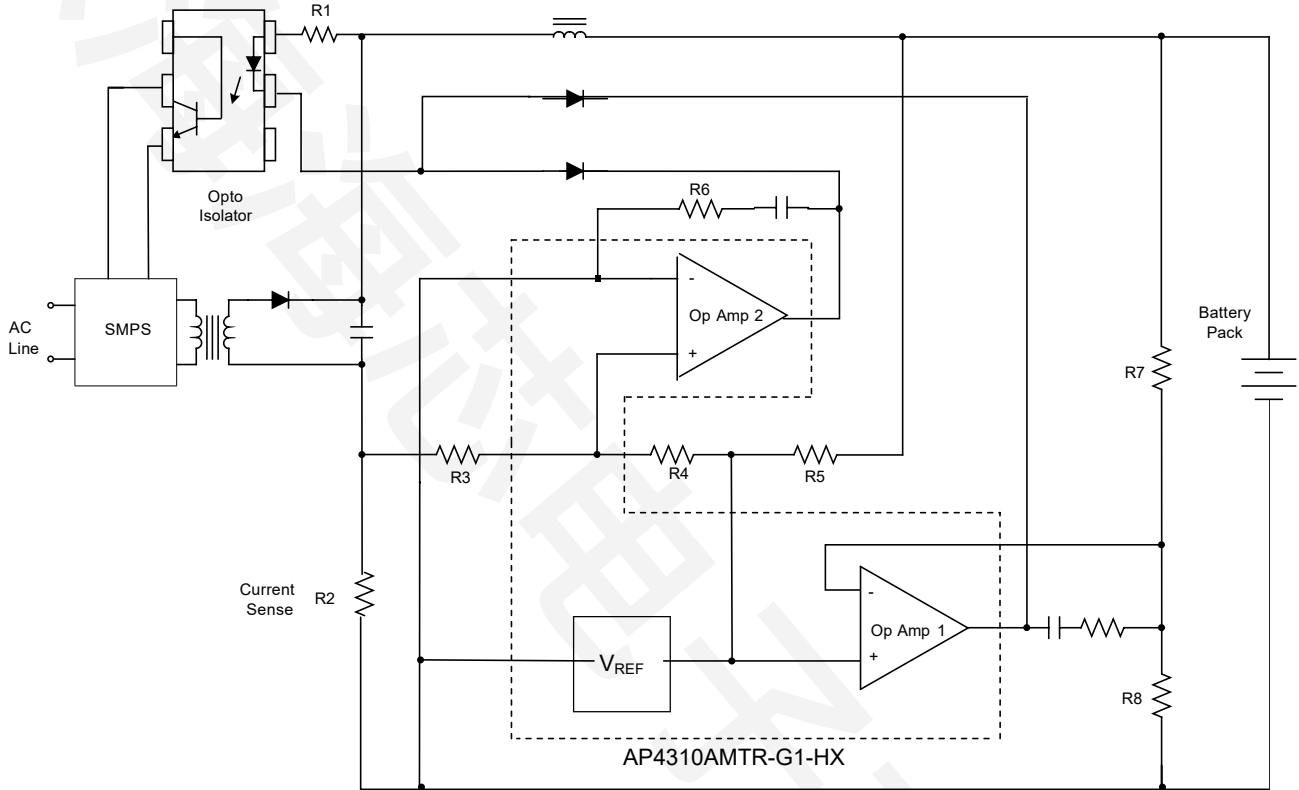 R1
Opto
Isolator
R6
-
Op Amp 2
+
AC
Line
SMPS
Battery
Pack
R7
R3
R4
R5
Current
Sense
R2
-
Op Amp 1
+
VREF
R8
AP4310AMTR-G1-HX